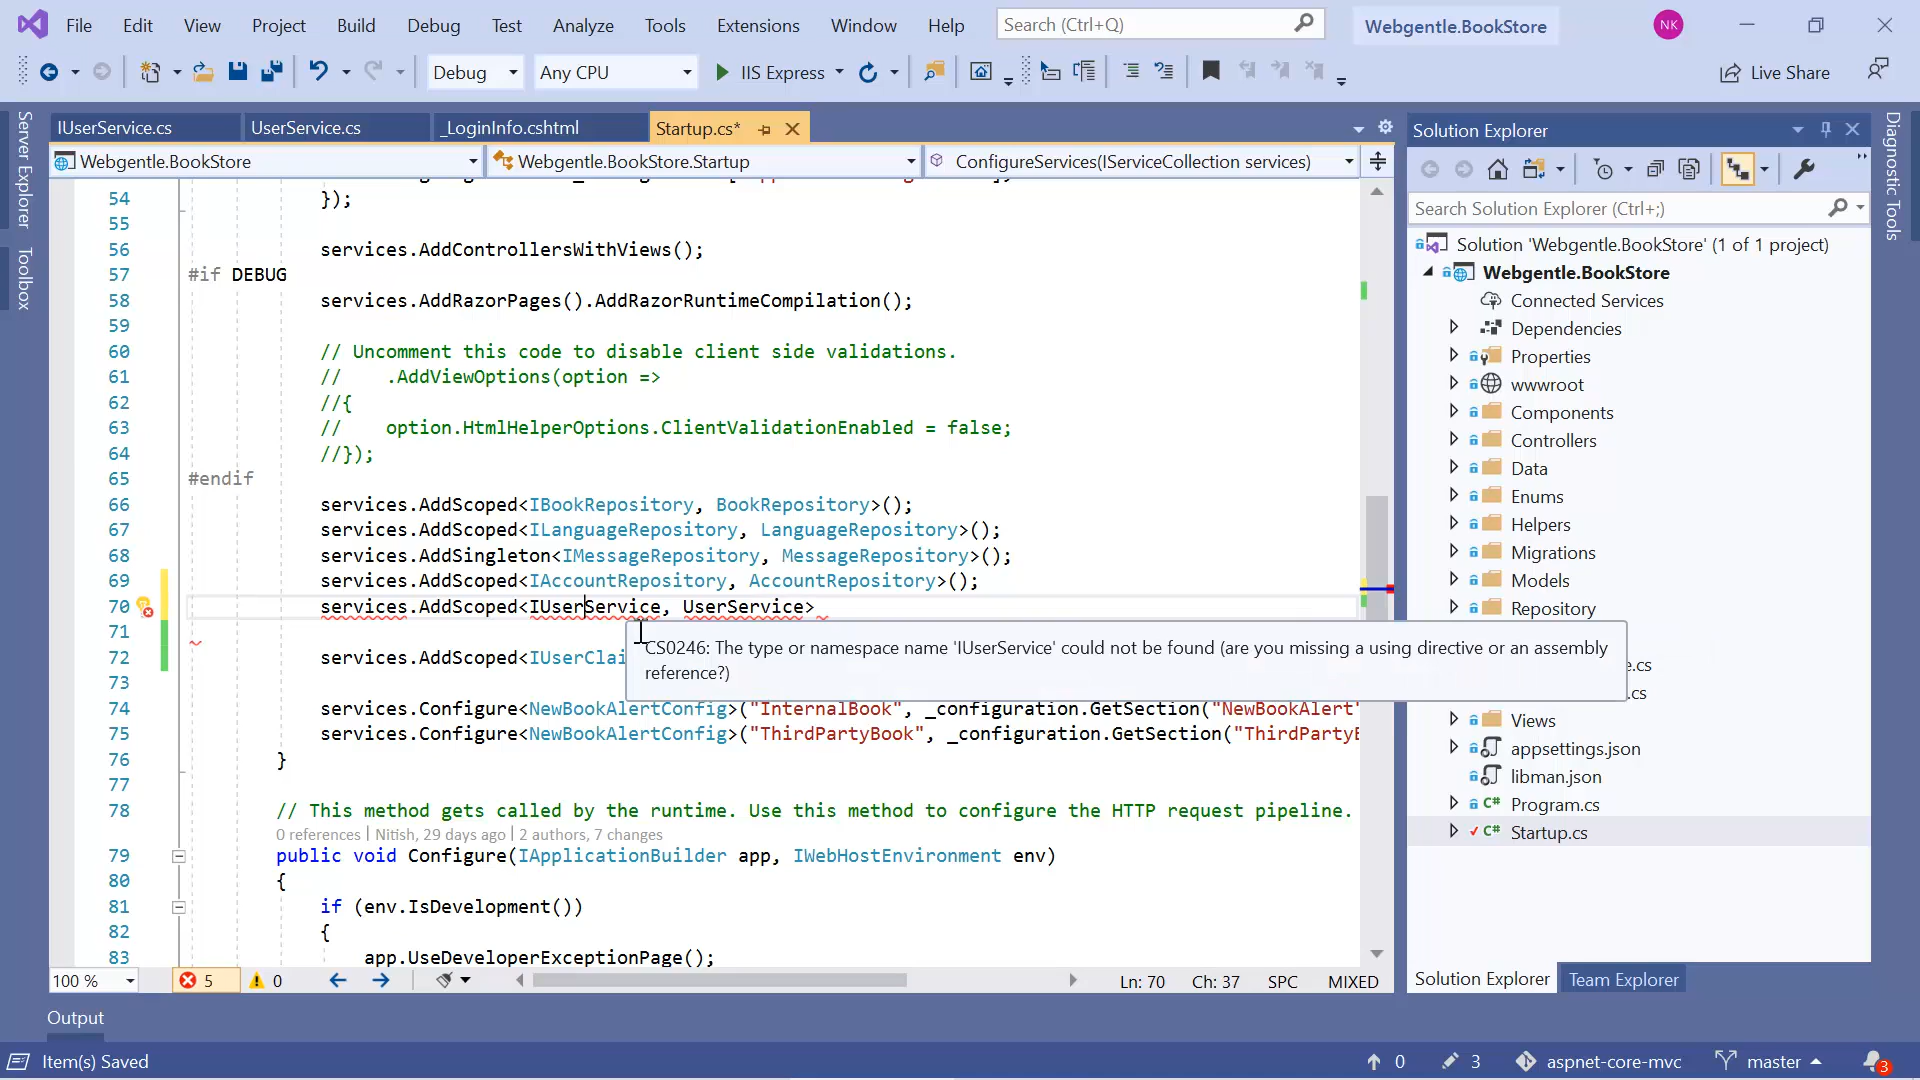 File Edit View Project Build Debug Test Analyze Tools Extensions Window Help Search (Ctrl+Q) Webgentle.BookStore NK
Debug Any CPU IIS Express Live Share
Server Explorer
Toolbox
IUserService.cs UserService.cs _LoginInfo.cshtml Startup.cs*
Webgentle.BookStore Webgentle.BookStore.Startup ConfigureServices(IServiceCollection services)
54 });
55
56 services.AddControllersWithViews();
57 #if DEBUG
58 services.AddRazorPages().AddRazorRuntimeCompilation();
59
60 // Uncomment this code to disable client side validations.
61 // .AddViewOptions(option =>
62 //{
63 // option.HtmlHelperOptions.ClientValidationEnabled = false;
64 //});
65 #endif
66 services.AddScoped<IBookRepository, BookRepository>();
67 services.AddScoped<ILanguageRepository, LanguageRepository>();
68 services.AddSingleton<IMessageRepository, MessageRepository>();
69 services.AddScoped<IAccountRepository, AccountRepository>();
70 services.AddScoped<IUserService, UserService>
71
72 services.AddScoped<IUserClai
CS0246: The type or namespace name 'IUserService' could not be found (are you missing a using directive or an assembly
reference?)
73
74 services.Configure<NewBookAlertConfig>("InternalBook", _configuration.GetSection("NewBookAlert"
75 services.Configure<NewBookAlertConfig>("ThirdPartyBook", _configuration.GetSection("ThirdPartyB
76 }
77
78 // This method gets called by the runtime. Use this method to configure the HTTP request pipeline.
0 references | Nitish, 29 days ago | 2 authors, 7 changes
79 public void Configure(IApplicationBuilder app, IWebHostEnvironment env)
80 {
81 if (env.IsDevelopment())
82 {
83 app.UseDeveloperExceptionPage();
100 % 5 0 Ln: 70 Ch: 37 SPC MIXED
Solution Explorer
Search Solution Explorer (Ctrl+;)
Solution 'Webgentle.BookStore' (1 of 1 project)
Webgentle.BookStore
Connected Services
Dependencies
Properties
wwwroot
Components
Controllers
Data
Enums
Helpers
Migrations
Models
Repository
e.cs
.cs
Views
appsettings.json
libman.json
Program.cs
Startup.cs
Solution Explorer Team Explorer
Diagnostic Tools
Output
Item(s) Saved 0 3 aspnet-core-mvc master 3